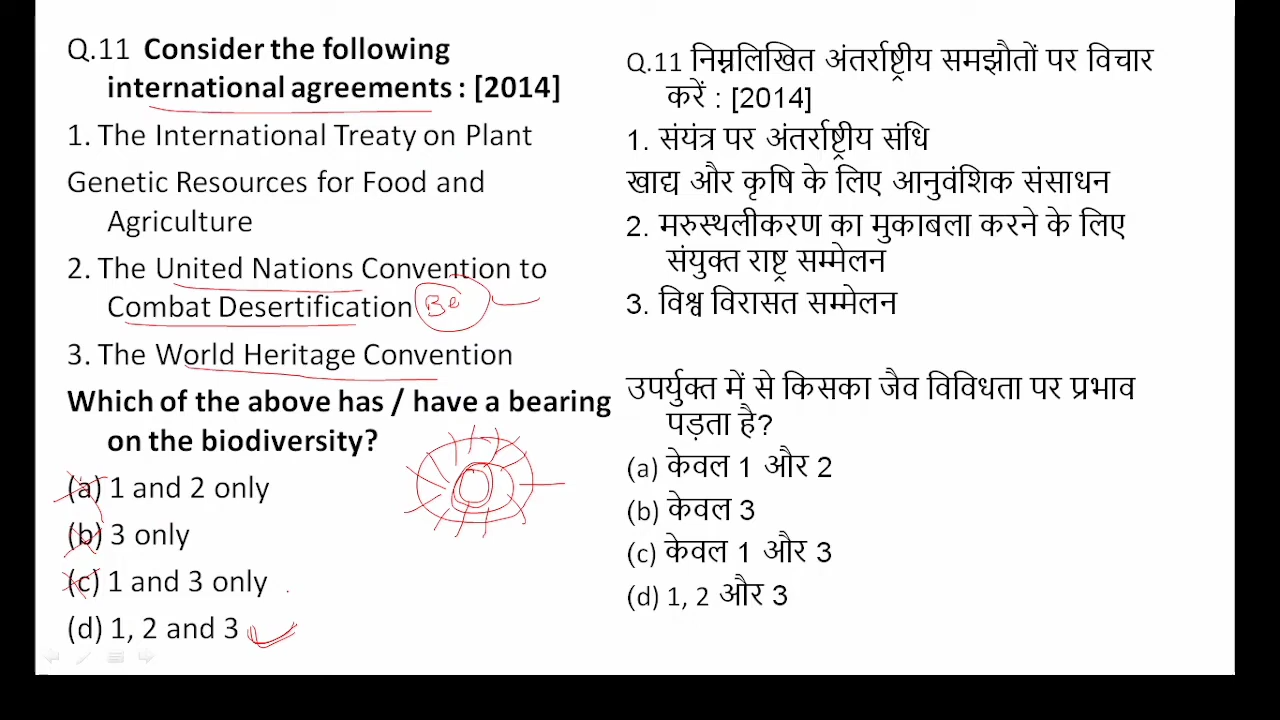 Q.11 Consider the following
international agreements : [2014]
1. The International Treaty on Plant
Genetic Resources for Food and
Agriculture
2. The United Nations Convention to
Combat Desertification Be
3. The World Heritage Convention
Which of the above has / have a bearing
on the biodiversity?
(a) 1 and 2 only
(b) 3 only
(c) 1 and 3 only
(d) 1, 2 and 3
Q.11 निम्नलिखित अंतर्राष्ट्रीय समझौतों पर विचार
करें : [2014]
1. संयंत्र पर अंतर्राष्ट्रीय संधि
खाद्य और कृषि के लिए आनुवंशिक संसाधन
2. मरुस्थलीकरण का मुकाबला करने के लिए
संयुक्त राष्ट्र सम्मेलन
3. विश्व विरासत सम्मेलन
उपर्युक्त में से किसका जैव विविधता पर प्रभाव
पड़ता है?
(a) केवल 1 और 2
(b) केवल 3
(c) केवल 1 और 3
(d) 1, 2 और 3